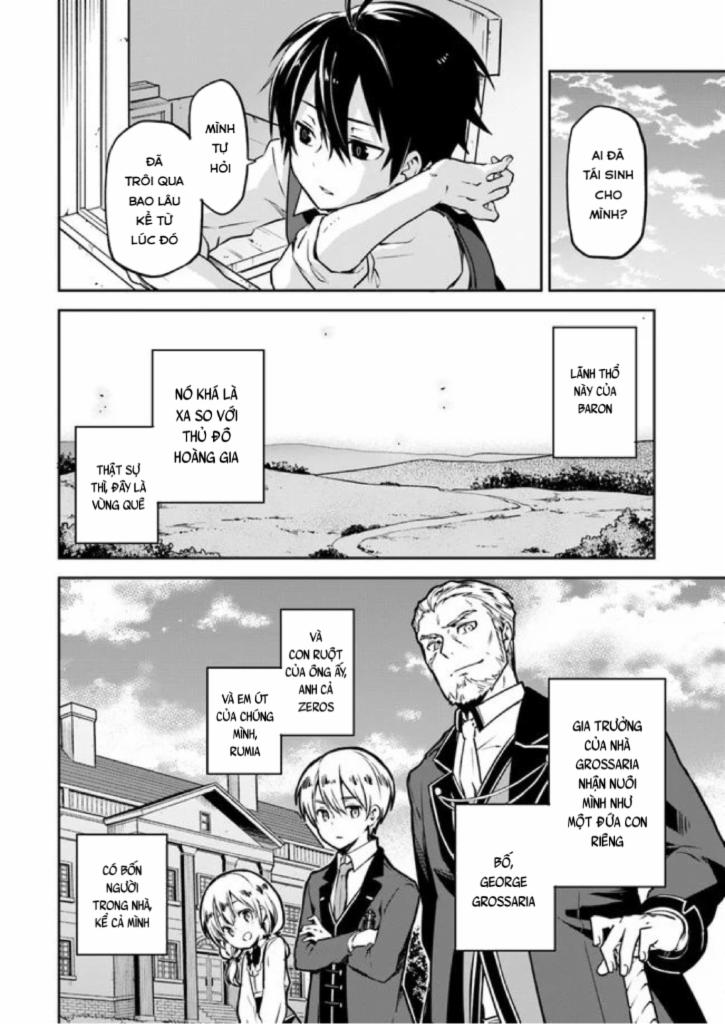 AI ĐÃ
TÁI SINH
CHO
MÌNH?
MÌNH
TỰ
HỎI
ĐÃ
TRÔI QUA
BAO LÂU
KỂ TỪ
LÚC ĐÓ
LÃNH THỔ
NÀY CỦA
BARON
NÓ KHÁ LÀ
XA SO VỚI
THỦ ĐÔ
HOÀNG GIA
THẬT SỰ
THÌ, ĐÂY LÀ
VÙNG QUÊ
GIA TRƯỞNG
CỦA NHÀ
GROSSARIA
NHẬN NUÔI
MÌNH NHƯ
MỘT ĐỨA CON
RIÊNG
BỐ,
GEORGE
GROSSARIA
VÀ
CON RUỘT
CỦA ÔNG ẤY,
ANH CẢ
ZEROS
VÀ EM ÚT
CỦA CHÚNG
MÌNH,
RUMIA
CÓ BỐN
NGƯỜI
TRONG NHÀ,
KỂ CẢ MÌNH